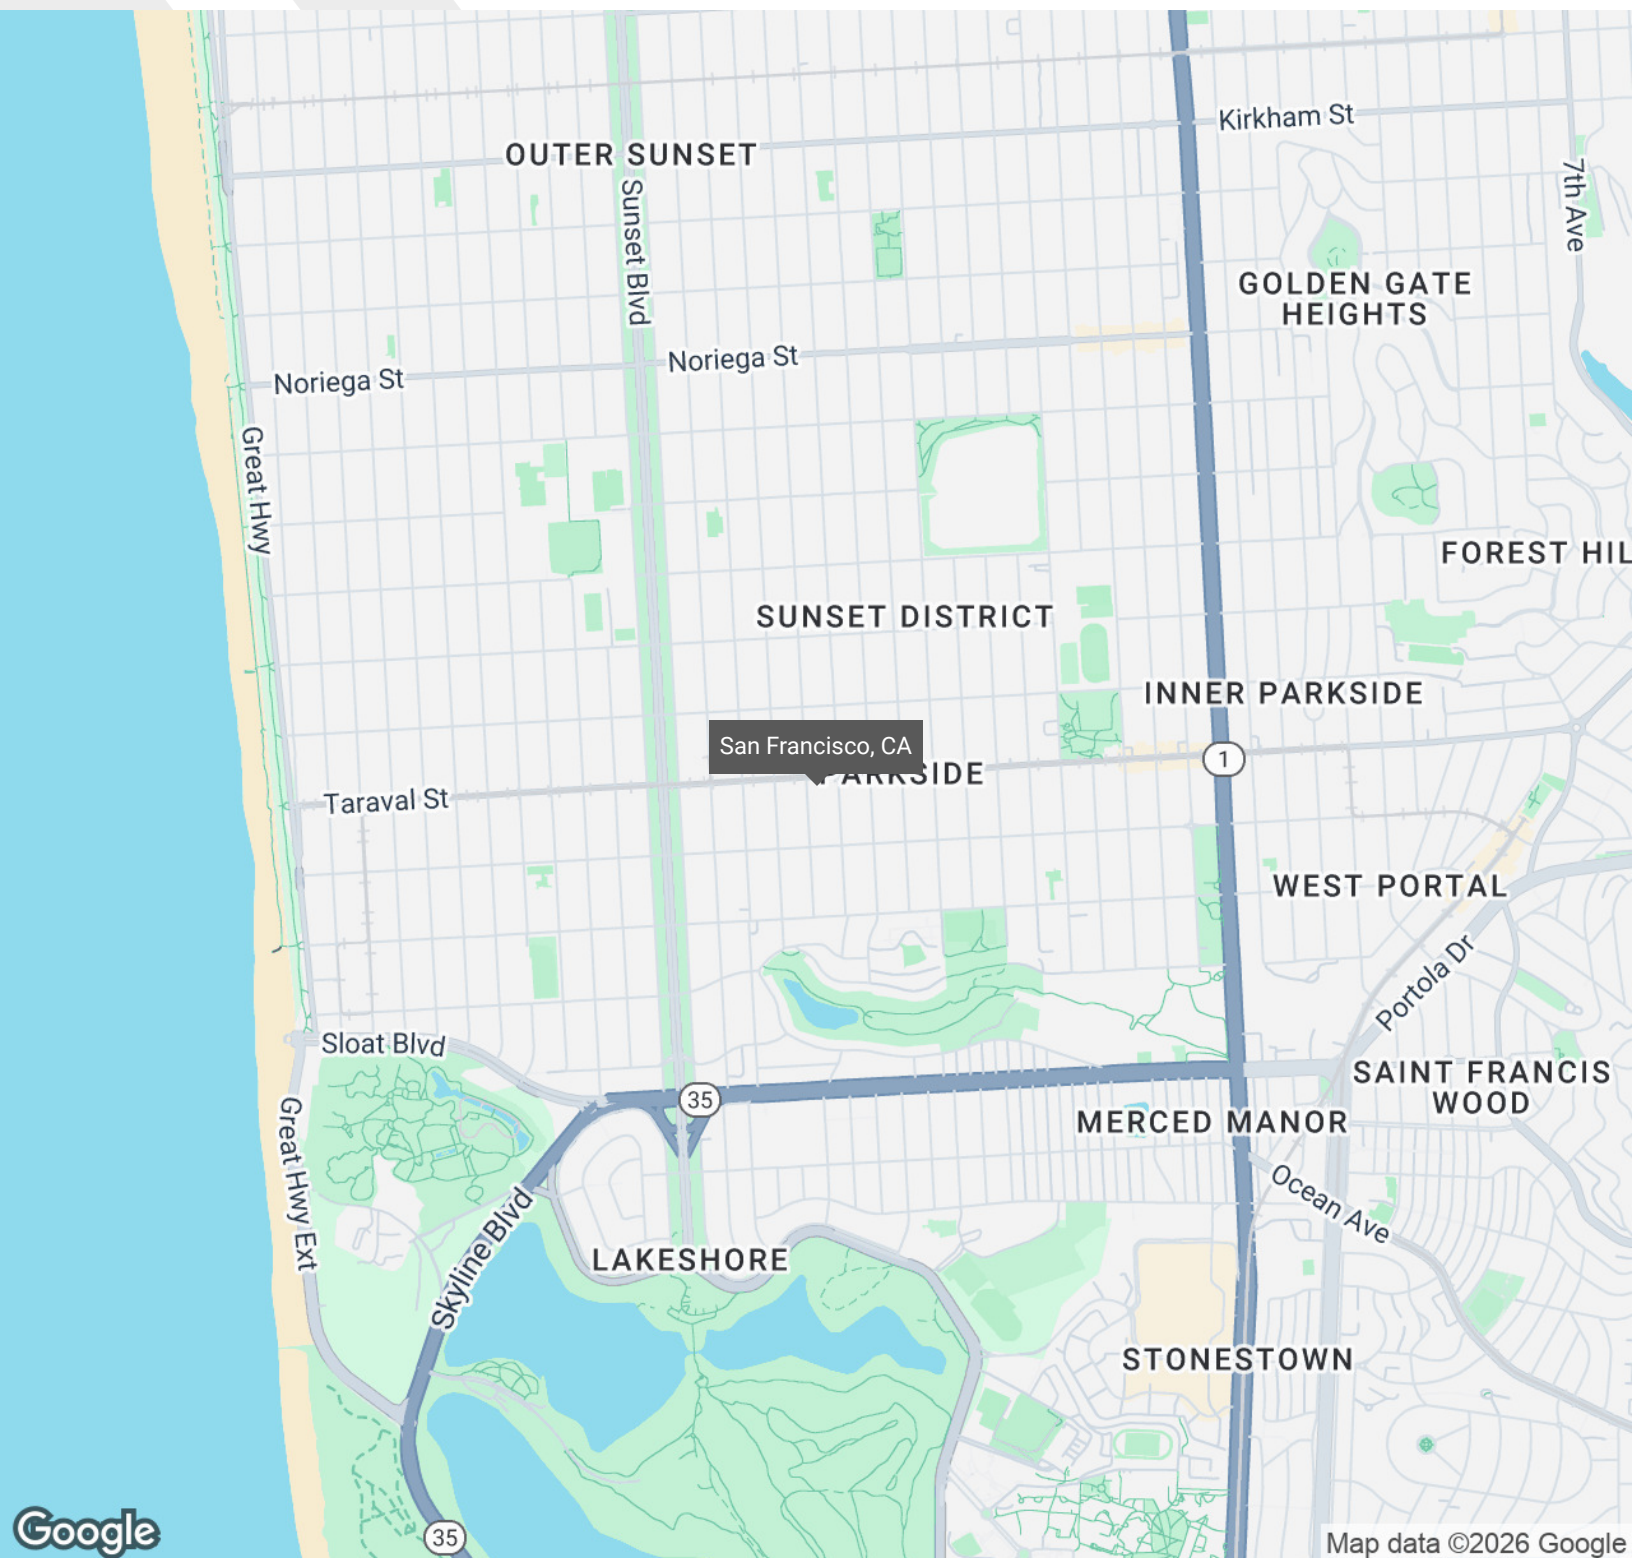 Kirkham St
OUTER SUNSET
7th Ave
Sunset Blvd
GOLDEN GATE
HEIGHTS
Noriega St
Noriega St
Great Hwy
FOREST HIL
SUNSET DISTRICT
INNER PARKSIDE
San Francisco, CA
1
PARKSIDE
Taraval St
WEST PORTAL
Portola Dr
Sloat Blvd
SAINT FRANCIS
WOOD
35
MERCED MANOR
Great Hwy Ext
Ocean Ave
Skyline Blvd
LAKESHORE
STONESTOWN
Google
35
Map data ©2026 Google